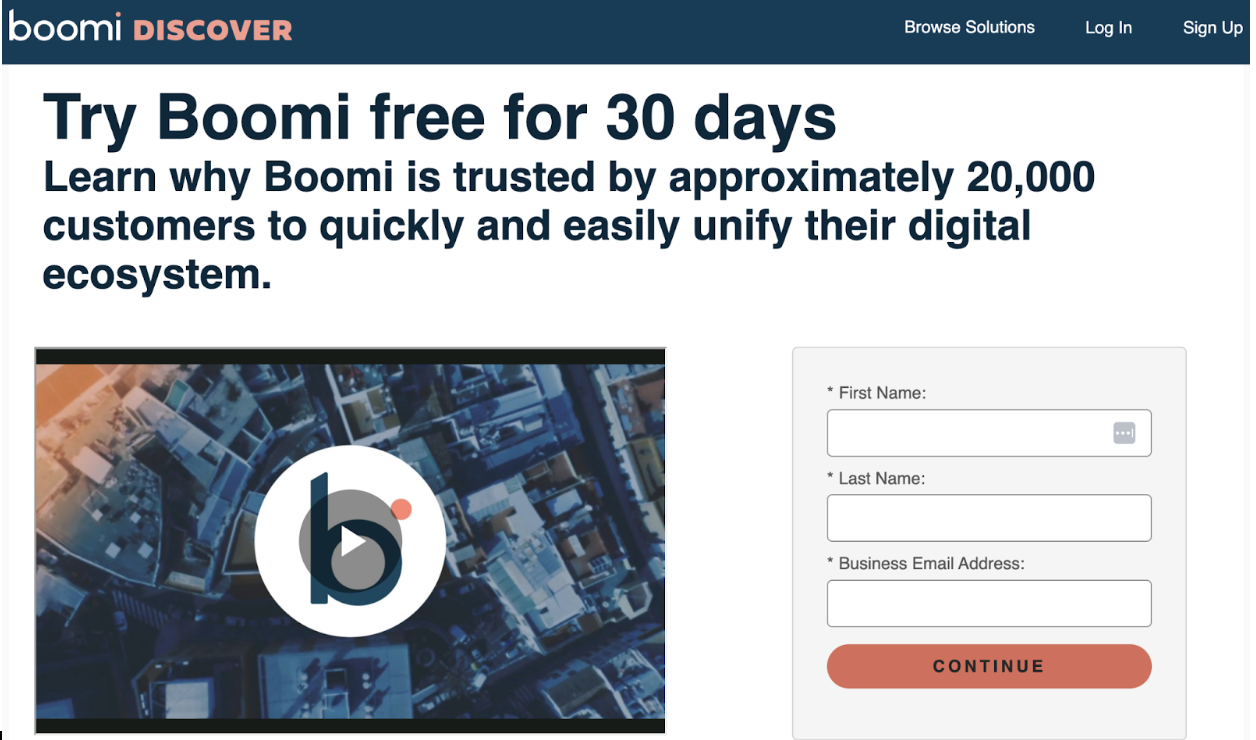 boomi DISCOVER
Browse Solutions
Log In
Sign Up
Try Boomi free for 30 days
Learn why Boomi is trusted by approximately 20,000
customers to quickly and easily unify their digital
ecosystem.
b
* First Name:
* Last Name:
* Business Email Address:
CONTINUE